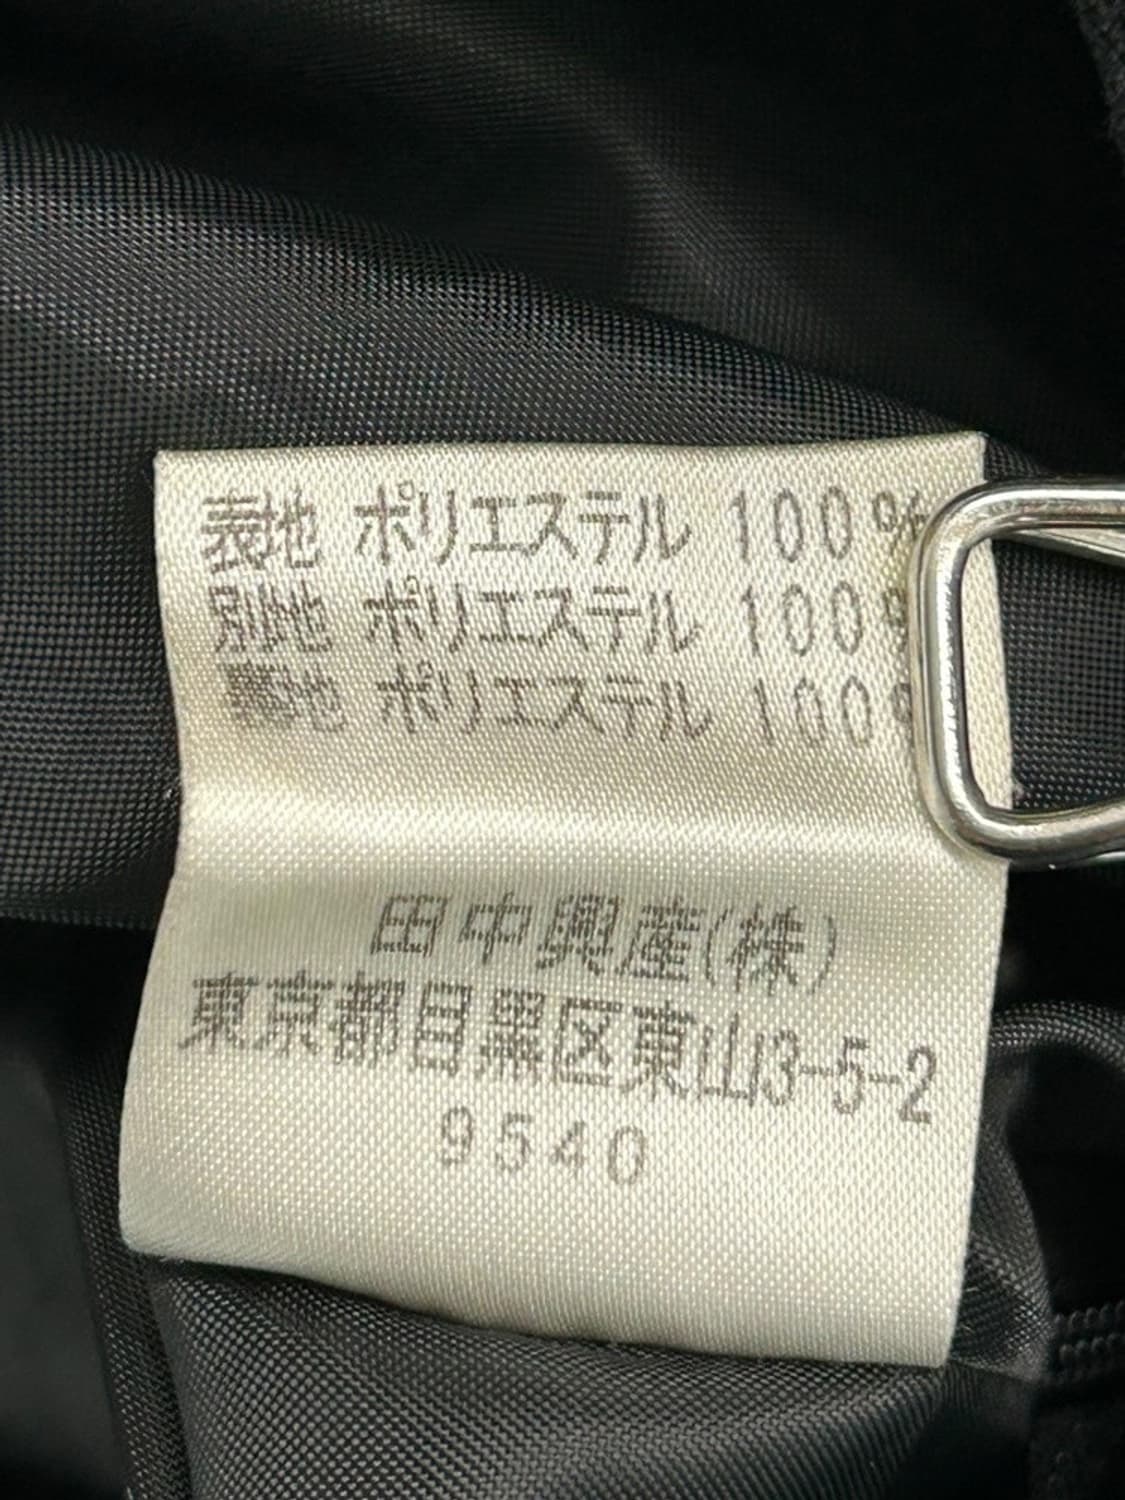 表地 ポリエステル 100%
別地 ポリエステル 100%
裏地 ポリエステル 100%
田中興産(株)
東京都目黒区東山3-5-2
9540